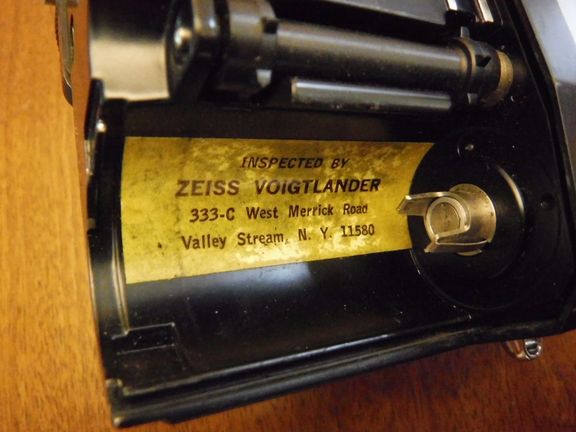 INSPECTED BY
ZEISS VOIGTLANDER
333-C West Merrick Road
Valley Stream, N. Y. 11580